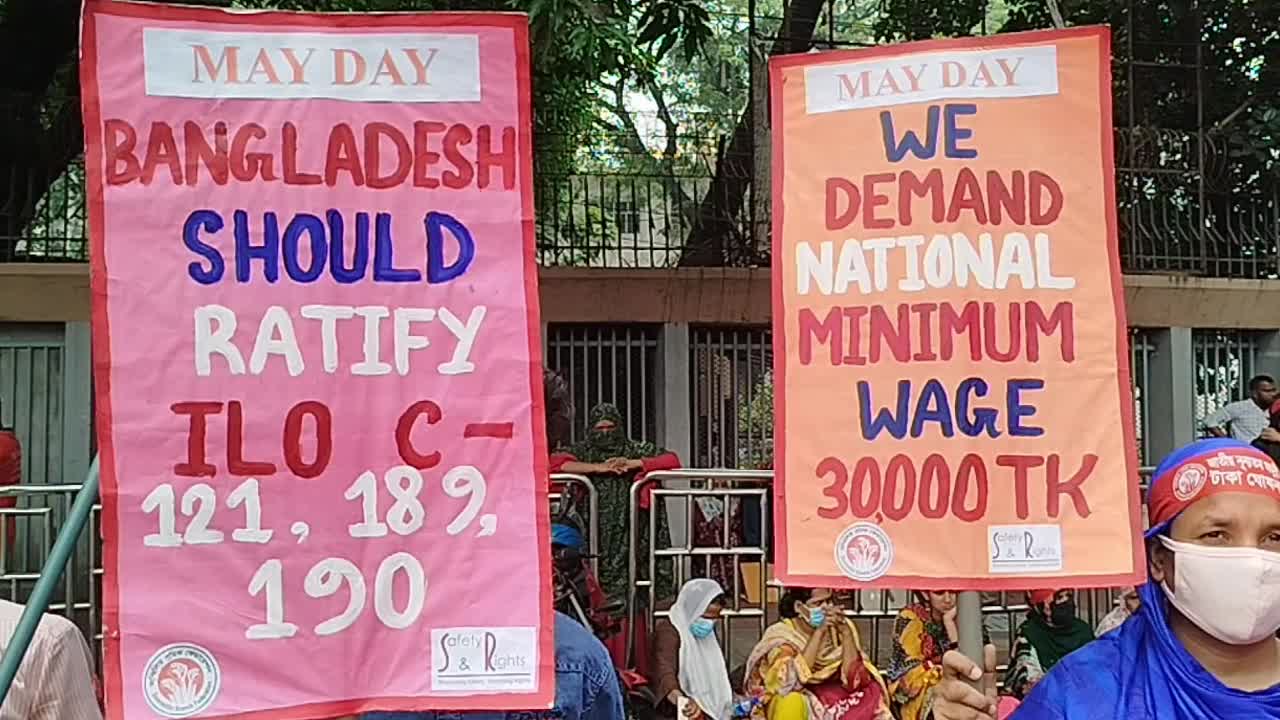 MAY DAY
BANGLADESH
SHOULD
RATIFY
ILO C-
121, 189,
190
Safety
& Rights
MAY DAY
WE
DEMAND
NATIONAL
MINIMUM
WAGE
30,000 TK
Safety
& Rights
ঢাকা